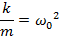 k/m = ω₀²